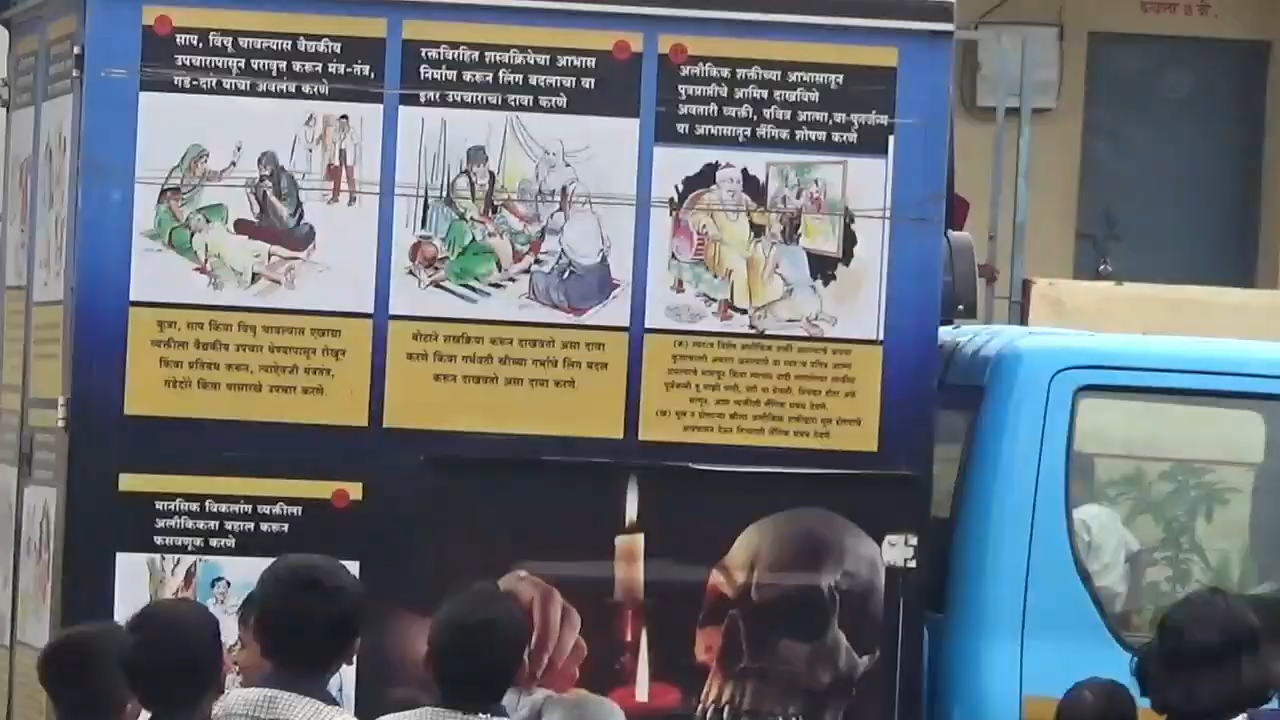 इयत्ता ७ वी.
साप, विंचू चावल्यास वैद्यकीय
उपचारापासून परावृत्त करून मंत्र-तंत्र,
गंडे-दोरे यांचा अवलंब करणे
कुत्रा, साप किंवा विंचू चावल्यास एखाद्या
व्यक्तीला वैद्यकीय उपचार घेण्यापासून रोखून
किंवा प्रतिबंध करून, त्याऐवजी मंत्रतंत्र,
गंडेदोरे किंवा यासारखे उपचार करणे.
रक्तविरहित शस्त्रक्रियेचा आभास
निर्माण करून लिंग बदलाचा वा
इतर उपचाराचा दावा करणे
बोटाने शस्त्रक्रिया करून दाखवतो असा दावा
करणे किंवा गर्भवती स्त्रीच्या गर्भाचे लिंग बदल
करून दाखवतो असा दावा करणे.
अलौकिक शक्तीच्या आभासातून
पुत्रप्राप्तीचे आमिष दाखविणे
अवतारी व्यक्ती, पवित्र आत्मा,वा पुनर्जन्म
या आभासातून लैंगिक शोषण करणे
मानसिक विकलांग व्यक्तीला
अलौकिकता बहाल करून
फसवणूक करणे